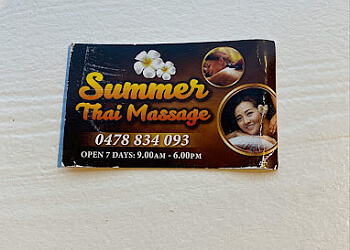 Summer
Thai Massage
0478 834 093
OPEN 7 DAYS: 9.00AM - 6.00PM